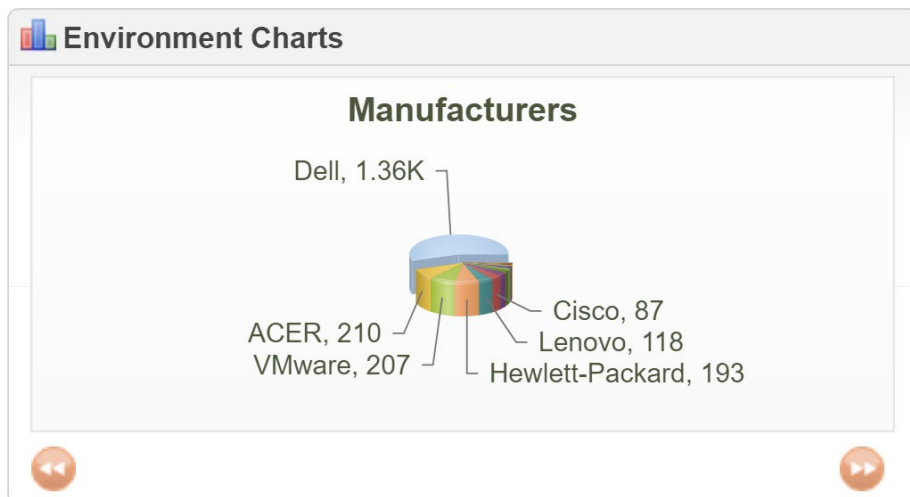 Environment Charts
Manufacturers
Dell, 1.36K
Cisco, 87
ACER, 210
Lenovo, 118
VMware, 207
Hewlett-Packard, 193